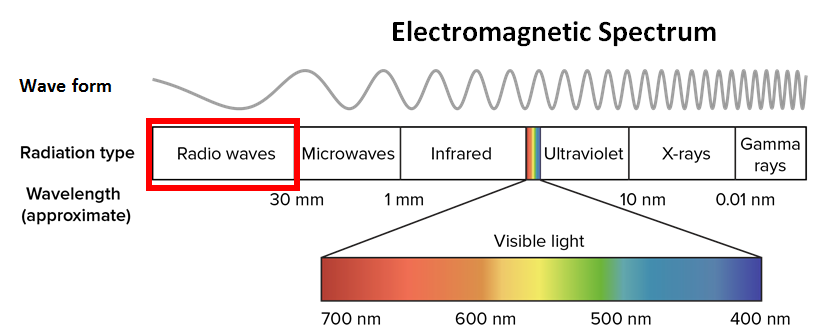 Electromagnetic Spectrum
Wave form
Radiation type
Radio waves
Microwaves
Infrared
Ultraviolet
X-rays
Gamma
rays
Wavelength
(approximate)
30 mm
1 mm
10 nm
0.01 nm
Visible light
700 nm
600 nm
500 nm
400 nm